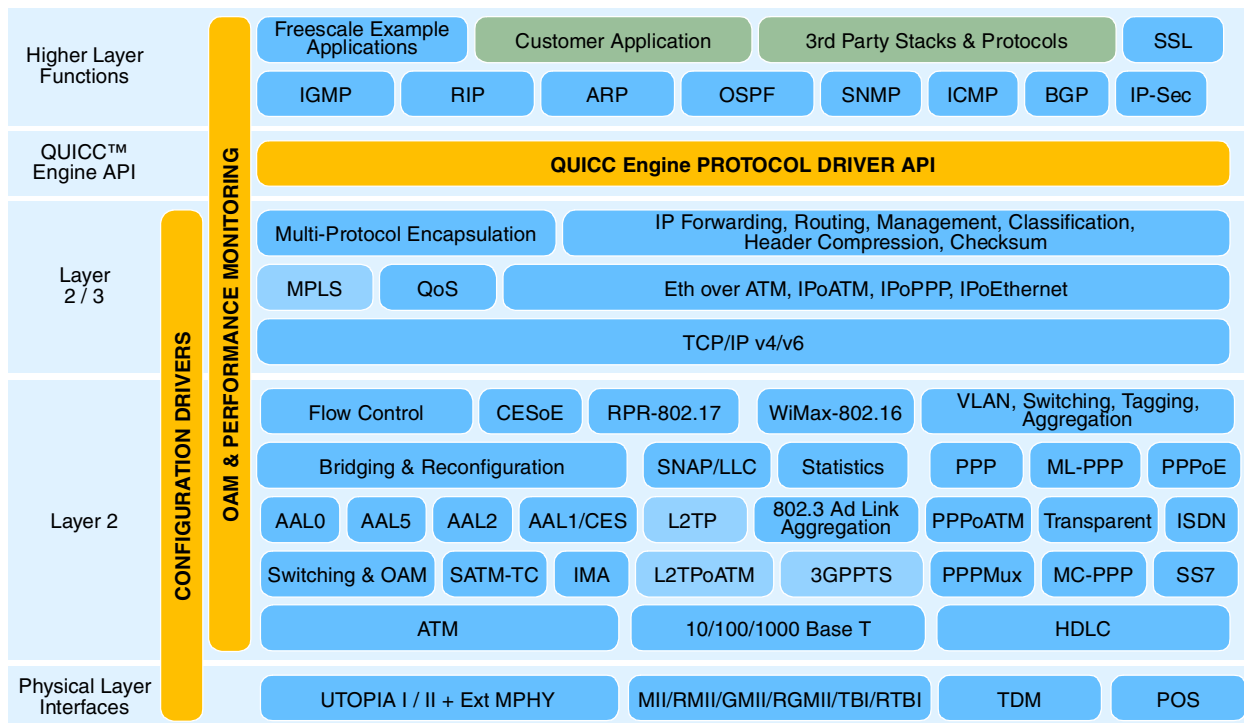 Higher Layer
Functions
Freescale Example
Applications
Customer Application
3rd Party Stacks & Protocols
SSL
IGMP
RIP
ARP
OSPF
SNMP
ICMP
BGP
IP-Sec
QUICC™
Engine API
QUICC Engine PROTOCOL DRIVER API
OAM & PERFORMANCE MONITORING
CONFIGURATION DRIVERS
Layer
2 / 3
Multi-Protocol Encapsulation
IP Forwarding, Routing, Management, Classification,
Header Compression, Checksum
MPLS
QoS
Eth over ATM, IPoATM, IPoPPP, IPoEthernet
TCP/IP v4/v6
Layer 2
Flow Control
CESoE
RPR-802.17
WiMax-802.16
VLAN, Switching, Tagging,
Aggregation
Bridging & Reconfiguration
SNAP/LLC
Statistics
PPP
ML-PPP
PPPoE
AAL0
AAL5
AAL2
AAL1/CES
L2TP
802.3 Ad Link
Aggregation
PPPoATM
Transparent
ISDN
Switching & OAM
SATM-TC
IMA
L2TPoATM
3GPPTS
PPPMux
MC-PPP
SS7
ATM
10/100/1000 Base T
HDLC
Physical Layer
Interfaces
UTOPIA I / II + Ext MPHY
MII/RMII/GMII/RGMII/TBI/RTBI
TDM
POS